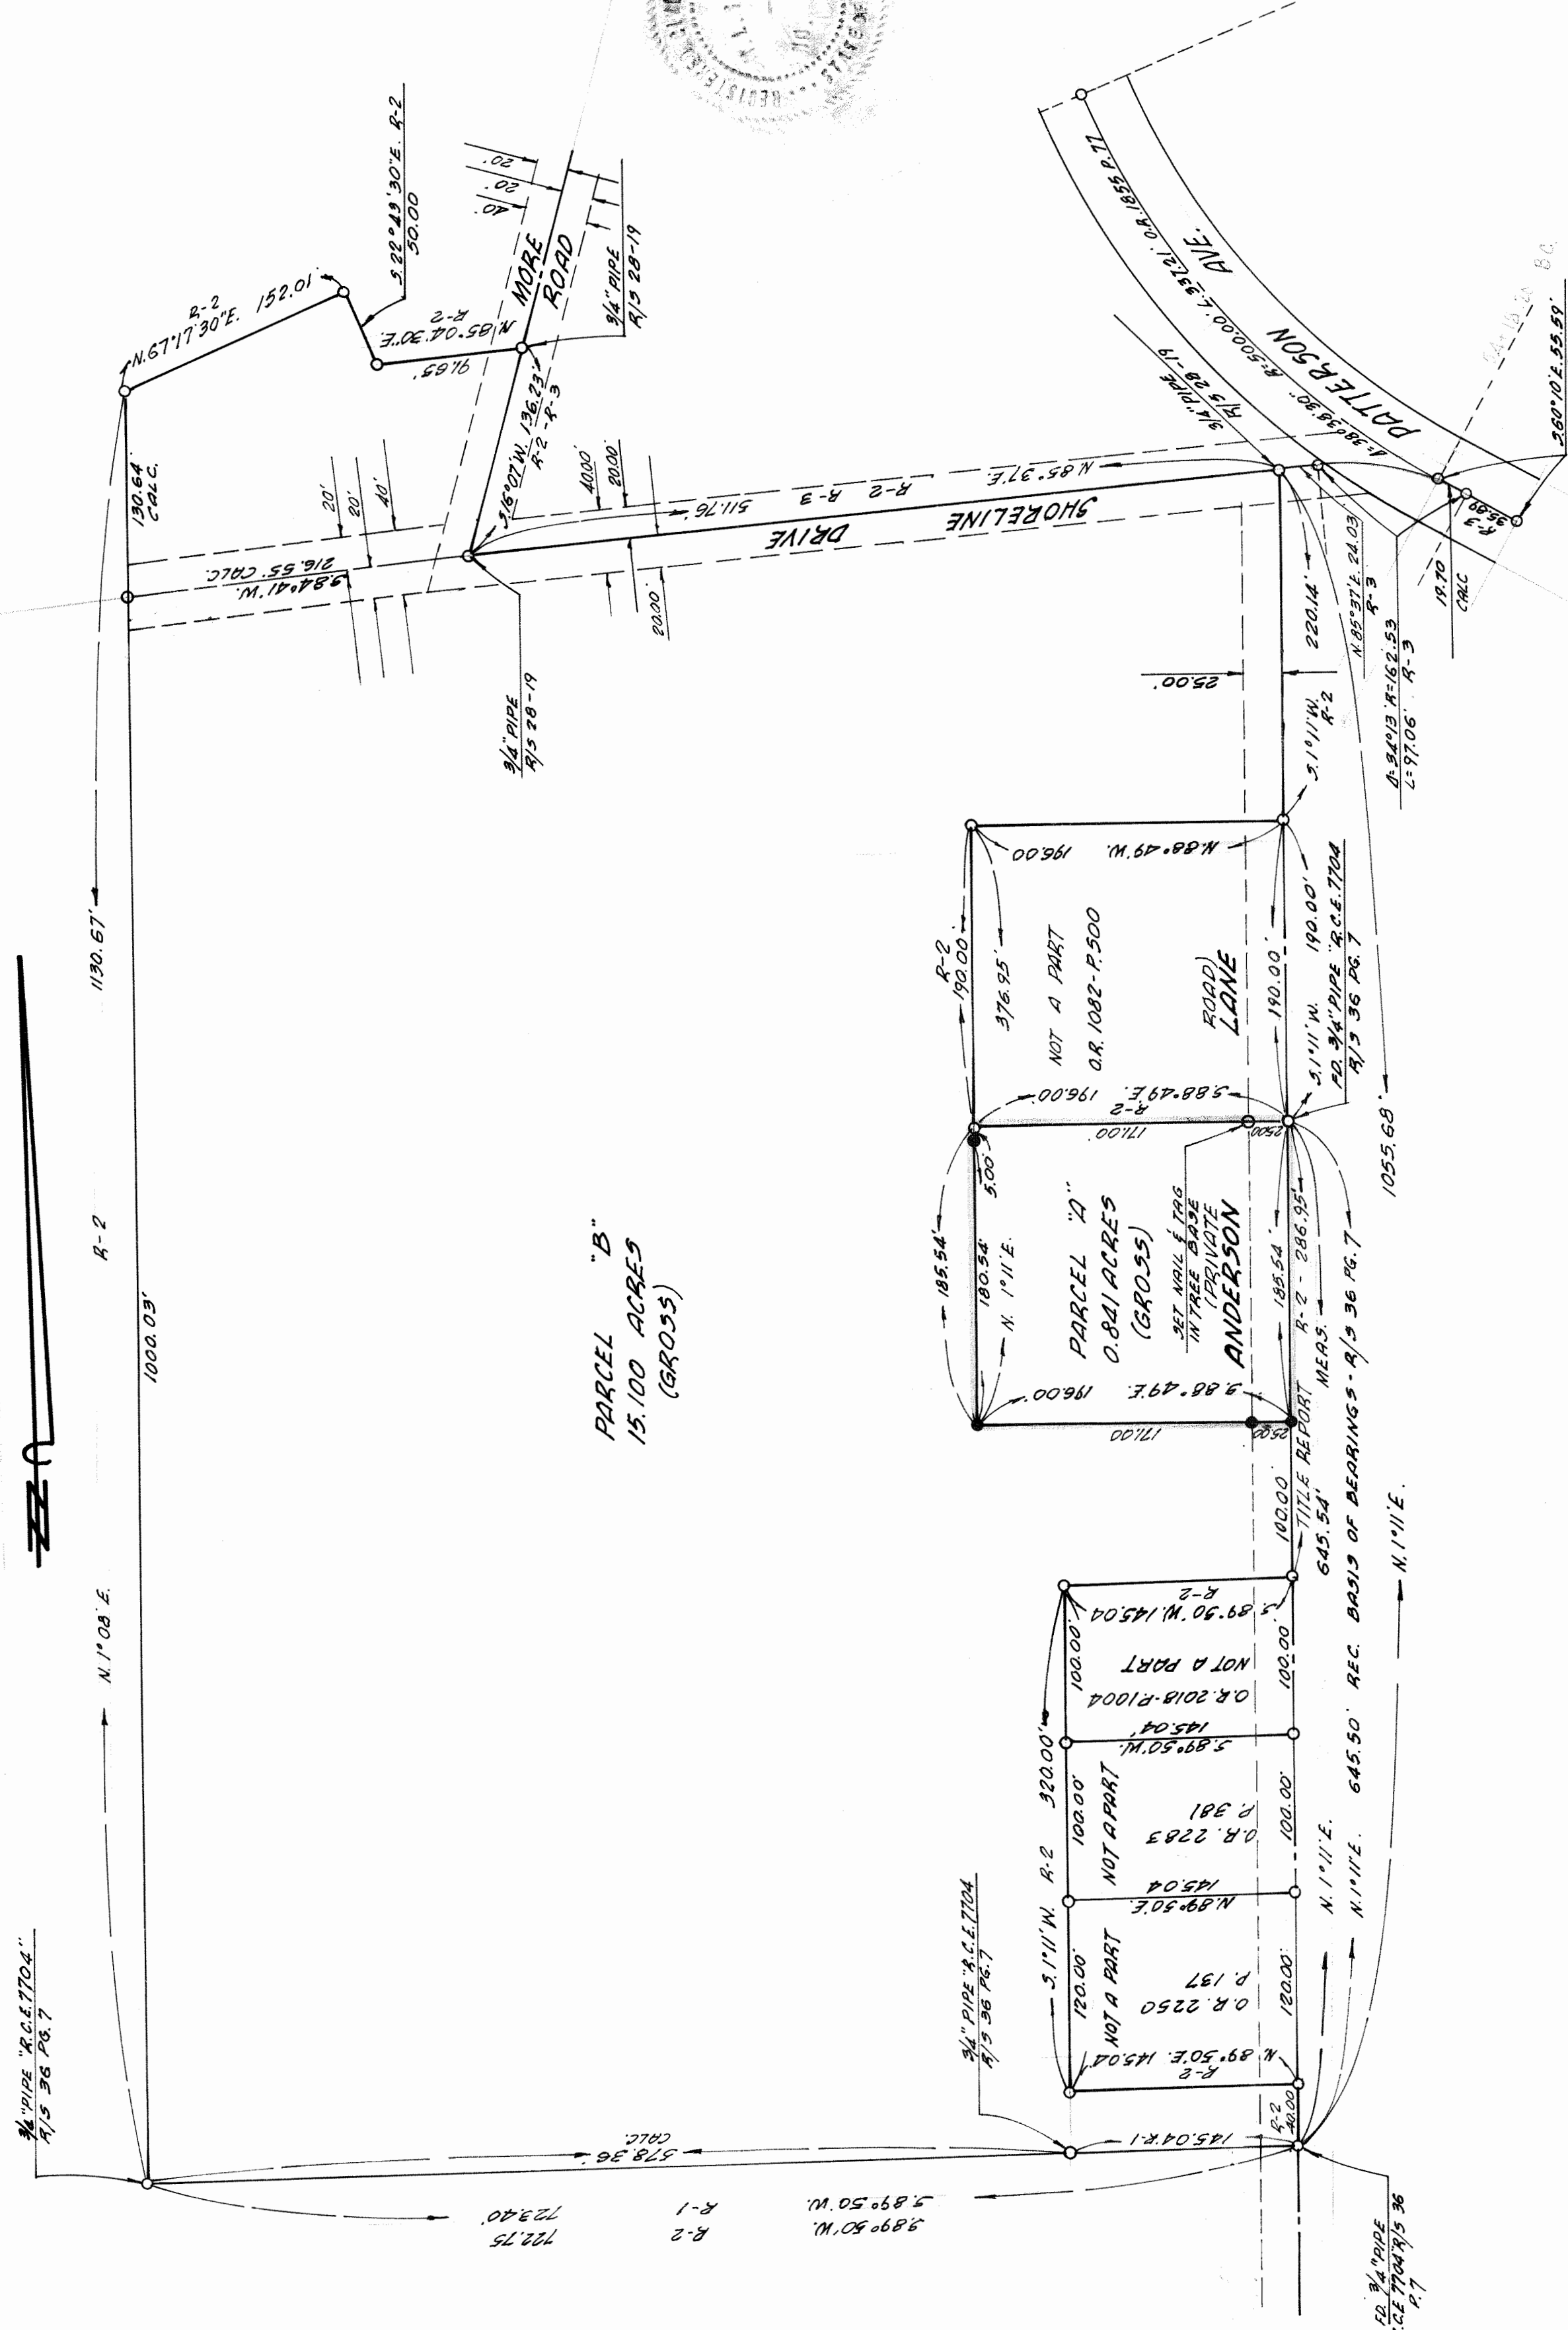 REGISTERED
STATE OF
S.22°43'30"E. R-2
50.00
R-2
N.67°17'30"E. 152.01'
N.85°04'30"E.
R-2
91.65'
MORE
ROAD
20'
20'
40'
3/4" PIPE
R/S 28-19
S.16°07'W. 136.23'
R-2 - R-3
130.64'
CALC.
20'
20'
40'
S.84°41'W.
216.55' CALC.
40.00'
20.00'
20.00'
511.76' R-3 R-2 N.85°37'E.
SHORELINE DRIVE
3/4" PIPE
R/S 28-19
3/4" PIPE
R/S 28-19
PATTERSON AVE.
Δ=38°38'30" R=500.00' L=337.21' O.R. 1855 P.77
B.C.
S.60°10'E. 55.59'
R-3
35.89
19.70
CALC
N.85°37'E. 24.03
R-3
Δ=34°13' R=162.53
L=97.06' R-3
220.14'
25.00'
S.1°11'W.
R-2
1130.67'
R-2
1000.03'
N.1°08'E.
PARCEL "B"
15.100 ACRES
(GROSS)
N.88°49'W. 196.00
R-2
190.00'
376.95'
NOT A PART
O.R. 1082-P.500
ROAD)
LANE
190.00'
S.1°11'W. 190.00'
FD. 3/4" PIPE "R.C.E. 7704
R/S 36 PG. 7
S.88°49'E. 196.00'
R-2
171.00'
25.00
185.54'
5.00'
180.54'
N. 1°11'E.
PARCEL "A"
0.841 ACRES
(GROSS)
SET NAIL & TAG
IN TREE BASE
(PRIVATE
ANDERSON
185.54'
S.88°49'E. 196.00'
171.00
25.00
1055.68'
N.1°11'E.
TITLE REPORT R-2 - 286.95'
645.54' MEAS.
N.1°11'E.
N.1°11'E. 645.50' REC. BASIS OF BEARINGS - R/S 36 PG. 7
100.00'
S.89°50'W. 145.04
R-2
100.00'
NOT A PART
O.R. 2018-P.1004
100.00'
S.89°50'W.
145.04'
S.1°11'W. R-2 320.00'
100.00'
NOT A PART
O.R. 2283
P. 381
100.00'
N.89°50'E.
145.04
120.00'
NOT A PART
O.R. 2250
P. 137
120.00'
N.89°50'E. 145.04'
R-2
3/4" PIPE "R.C.E. 7704
R/S 36 PG. 7
R-2
40.00
145.04' R-1
578.36'
CALC.
S.89°50'W. R-1 723.40'
S.89°50'W. R-2 722.75
3/4" PIPE "R.C.E. 7704"
R/S 36 PG. 7
FD. 3/4" PIPE
R.C.E 7704 R/S 36
P.7